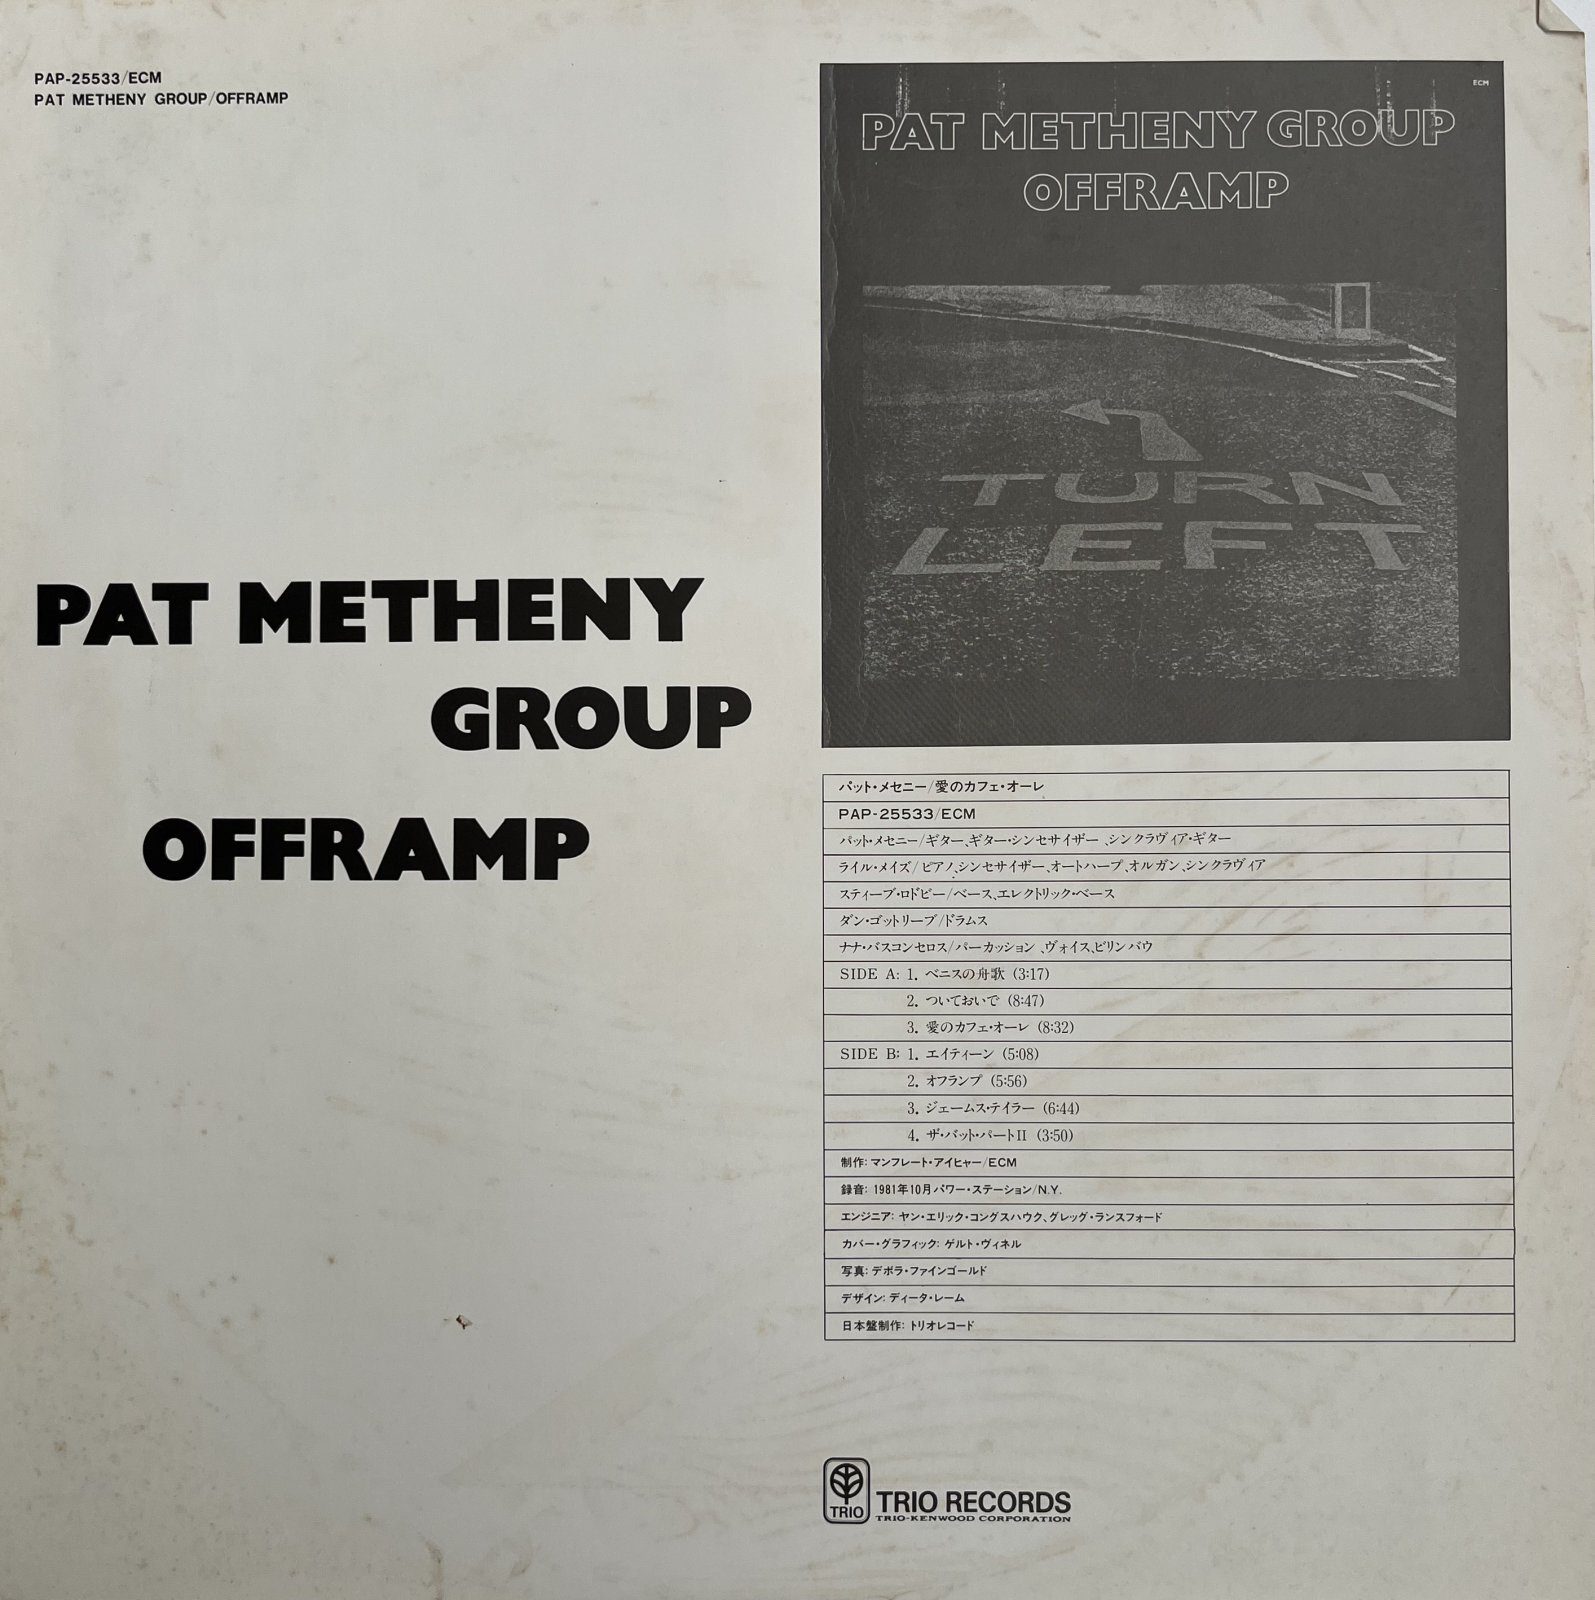 PAP-25533/ECM
PAT METHENY GROUP/OFFRAMP
PAT METHENY
GROUP
OFFRAMP
ECM
PAT METHENY GROUP
OFFRAMP
TURN
LEFT
パット・メセニー/愛のカフェ・オーレ
PAP-25533/ECM
パット・メセニー/ギター、ギター・シンセサイザー、シンクラヴィア・ギター
ライル・メイズ/ピアノ、シンセサイザー、オートハープ、オルガン、シンクラヴィア
スティーブ・ロドビー/ベース、エレクトリック・ベース
ダン・ゴットリーブ/ドラムス
ナナ・バスコンセロス/パーカッション、ヴォイス、ビリンバウ
SIDE A: 1. ベニスの舟歌 (3:17)
2. ついておいで (8:47)
3. 愛のカフェ・オーレ (8:32)
SIDE B: 1. エイティーン (5:08)
2. オフランプ (5:56)
3. ジェームス・テイラー (6:44)
4. ザ・バット・パートII (3:50)
制作: マンフレート・アイヒャー/ECM
録音: 1981年10月パワー・ステーション/N.Y.
エンジニア: ヤン・エリック・コングスハウク、グレッグ・ランスフォード
カバー・グラフィック: ゲルト・ヴィネル
写真: デボラ・ファインゴールド
デザイン: ディータ・レーム
日本盤制作: トリオレコード
TRIO
TRIO RECORDS
TRIO-KENWOOD CORPORATION